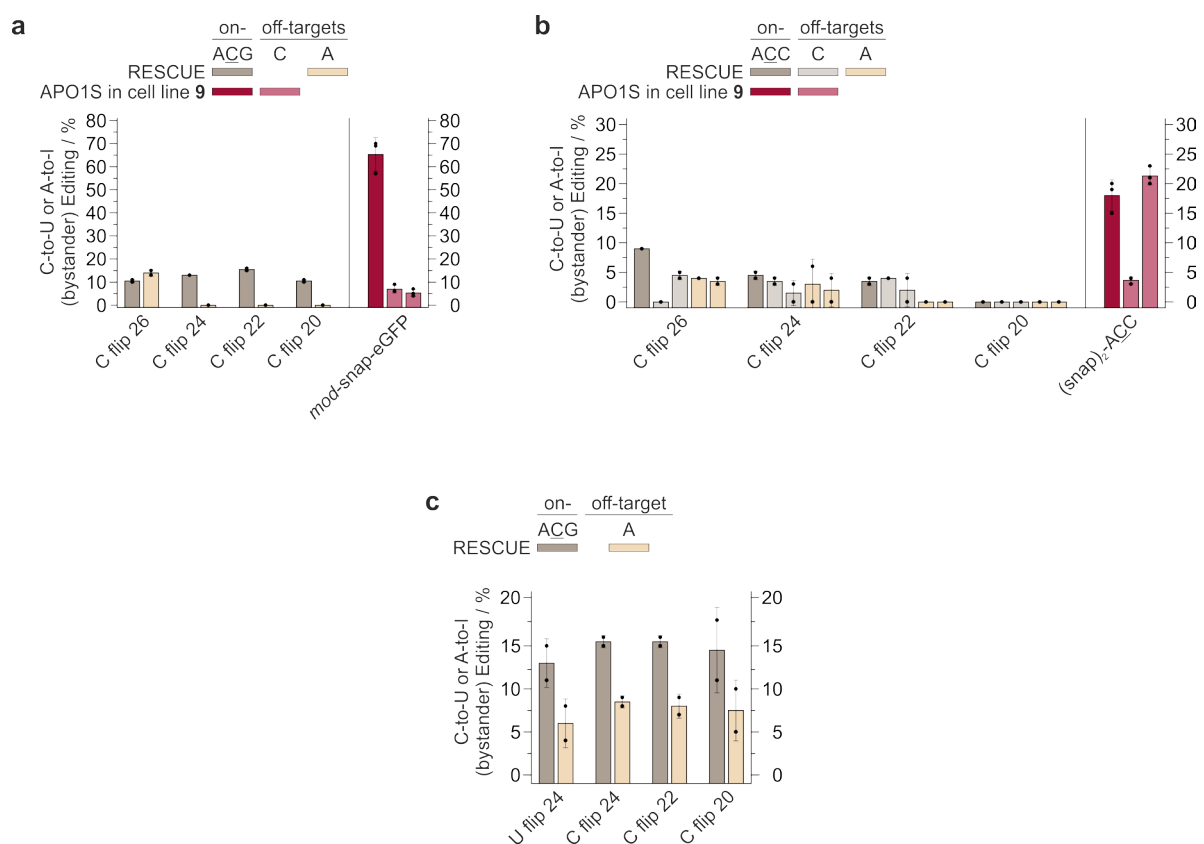 a
on- off-targets
ACG C A
RESCUE
APO1S in cell line 9
C-to-U or A-to-I
(bystander) Editing / %
80 80
70 70
60 60
50 50
40 40
30 30
20 20
10 10
0 0
C flip 26
C flip 24
C flip 22
C flip 20
mod-snap-eGFP
b
on- off-targets
ACC C A
RESCUE
APO1S in cell line 9
C-to-U or A-to-I
(bystander) Editing / %
30 30
25 25
20 20
15 15
10 10
5 5
0 0
C flip 26
C flip 24
C flip 22
C flip 20
(snap)2-ACC
c
on- off-target
ACG A
RESCUE
C-to-U or A-to-I
(bystander) Editing / %
20 20
15 15
10 10
5 5
0 0
U flip 24
C flip 24
C flip 22
C flip 20